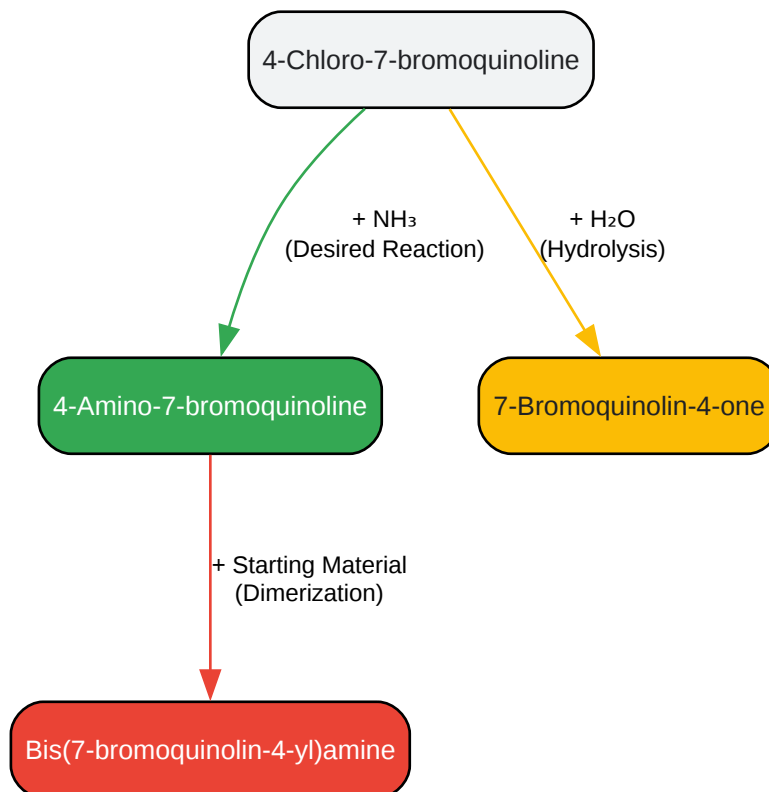 4-Chloro-7-bromoquinoline
+ NH₃
(Desired Reaction)
+ H₂O
(Hydrolysis)
4-Amino-7-bromoquinoline
7-Bromoquinolin-4-one
+ Starting Material
(Dimerization)
Bis(7-bromoquinolin-4-yl)amine